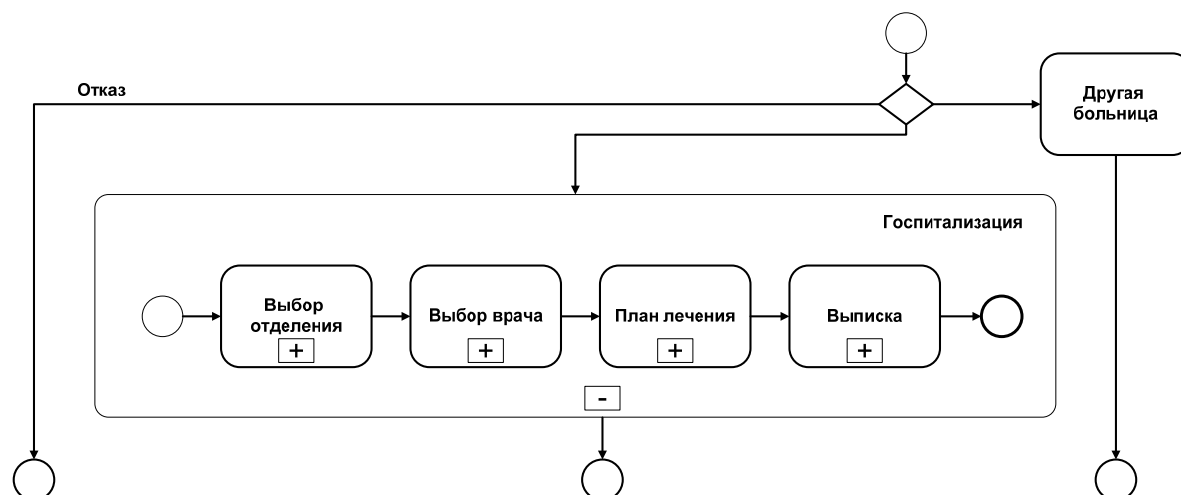 Отказ
Другая
больница
Госпитализация
Выбор
отделения
+
Выбор врача
+
План лечения
+
Выписка
+
-